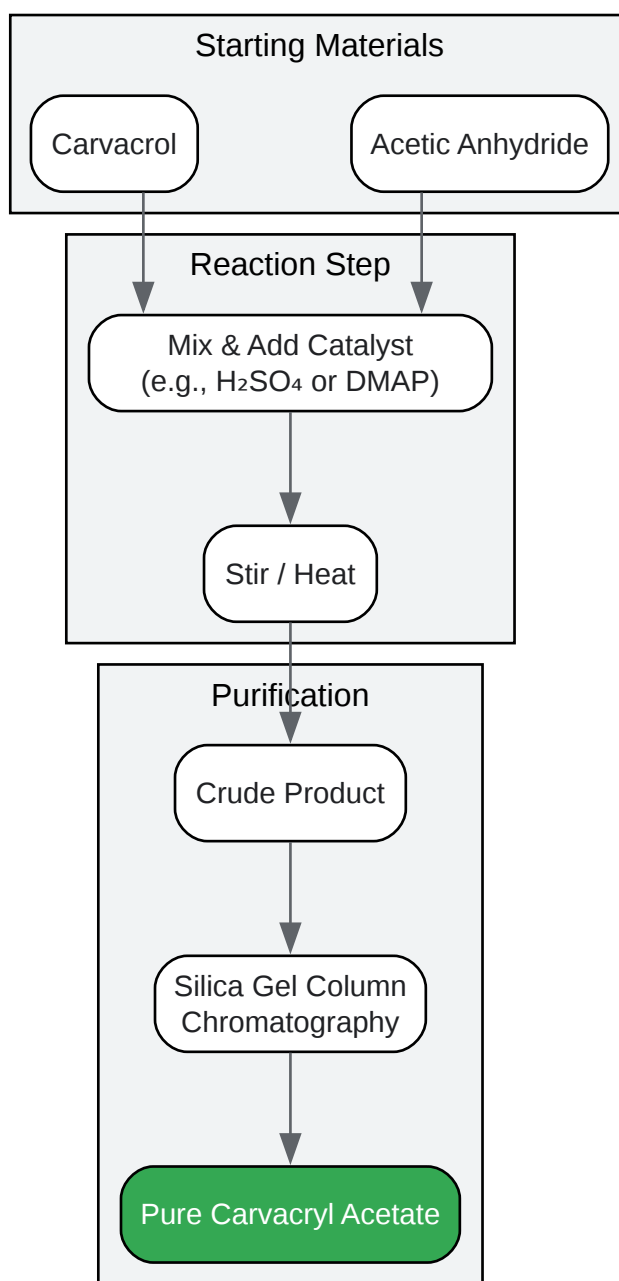 Starting Materials
Carvacrol
Acetic Anhydride
Reaction Step
Mix & Add Catalyst
(e.g., H₂SO₄ or DMAP)
Stir / Heat
Purification
Crude Product
Silica Gel Column
Chromatography
Pure Carvacryl Acetate